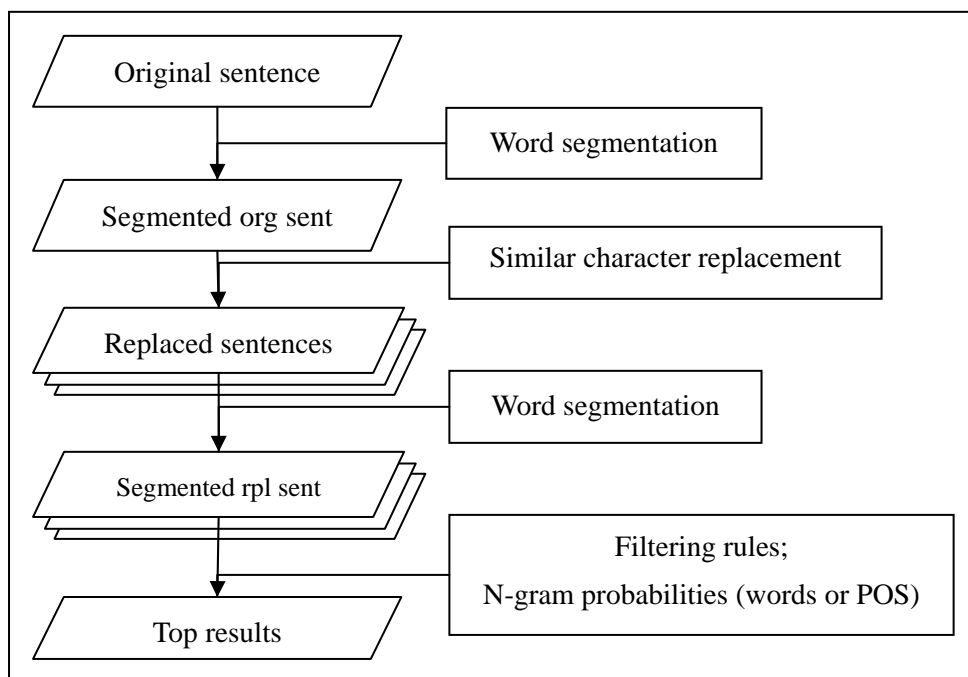 Original sentence
Word segmentation
Segmented org sent
Similar character replacement
Replaced sentences
Word segmentation
Segmented rpl sent
Filtering rules;
N-gram probabilities (words or POS)
Top results